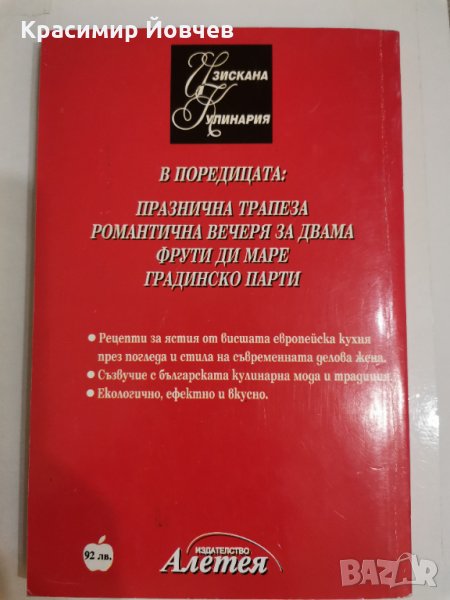 Красимир Йовчев
Изискана
Кулинария
В ПОРЕДИЦАТА:
ПРАЗНИЧНА ТРАПЕЗА
РОМАНТИЧНА ВЕЧЕРЯ ЗА ДВАМА
ФРУТИ ДИ МАРЕ
ГРАДИНСКО ПАРТИ
● Рецепти за ястия от висшата европейска кухня
през погледа и стила на съвременната делова жена.
● Съзвучие с българската кулинарна мода и традиция.
● Екологично, ефектно и вкусно.
92 лв.
ИЗДАТЕЛСТВО
Алетея
BAZAR